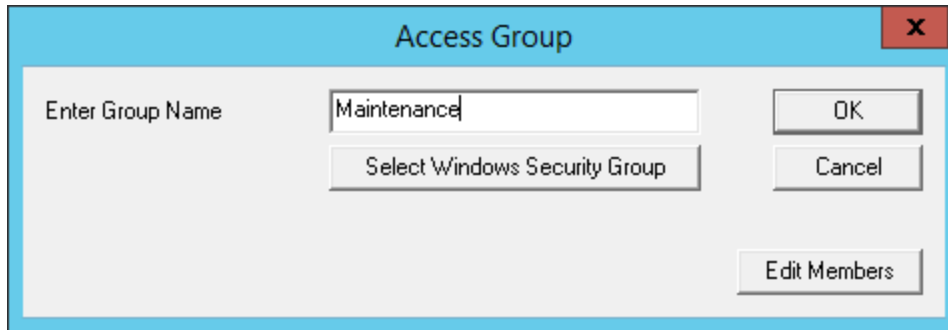 Access Group
x
Enter Group Name
Maintenance
OK
Select Windows Security Group
Cancel
Edit Members